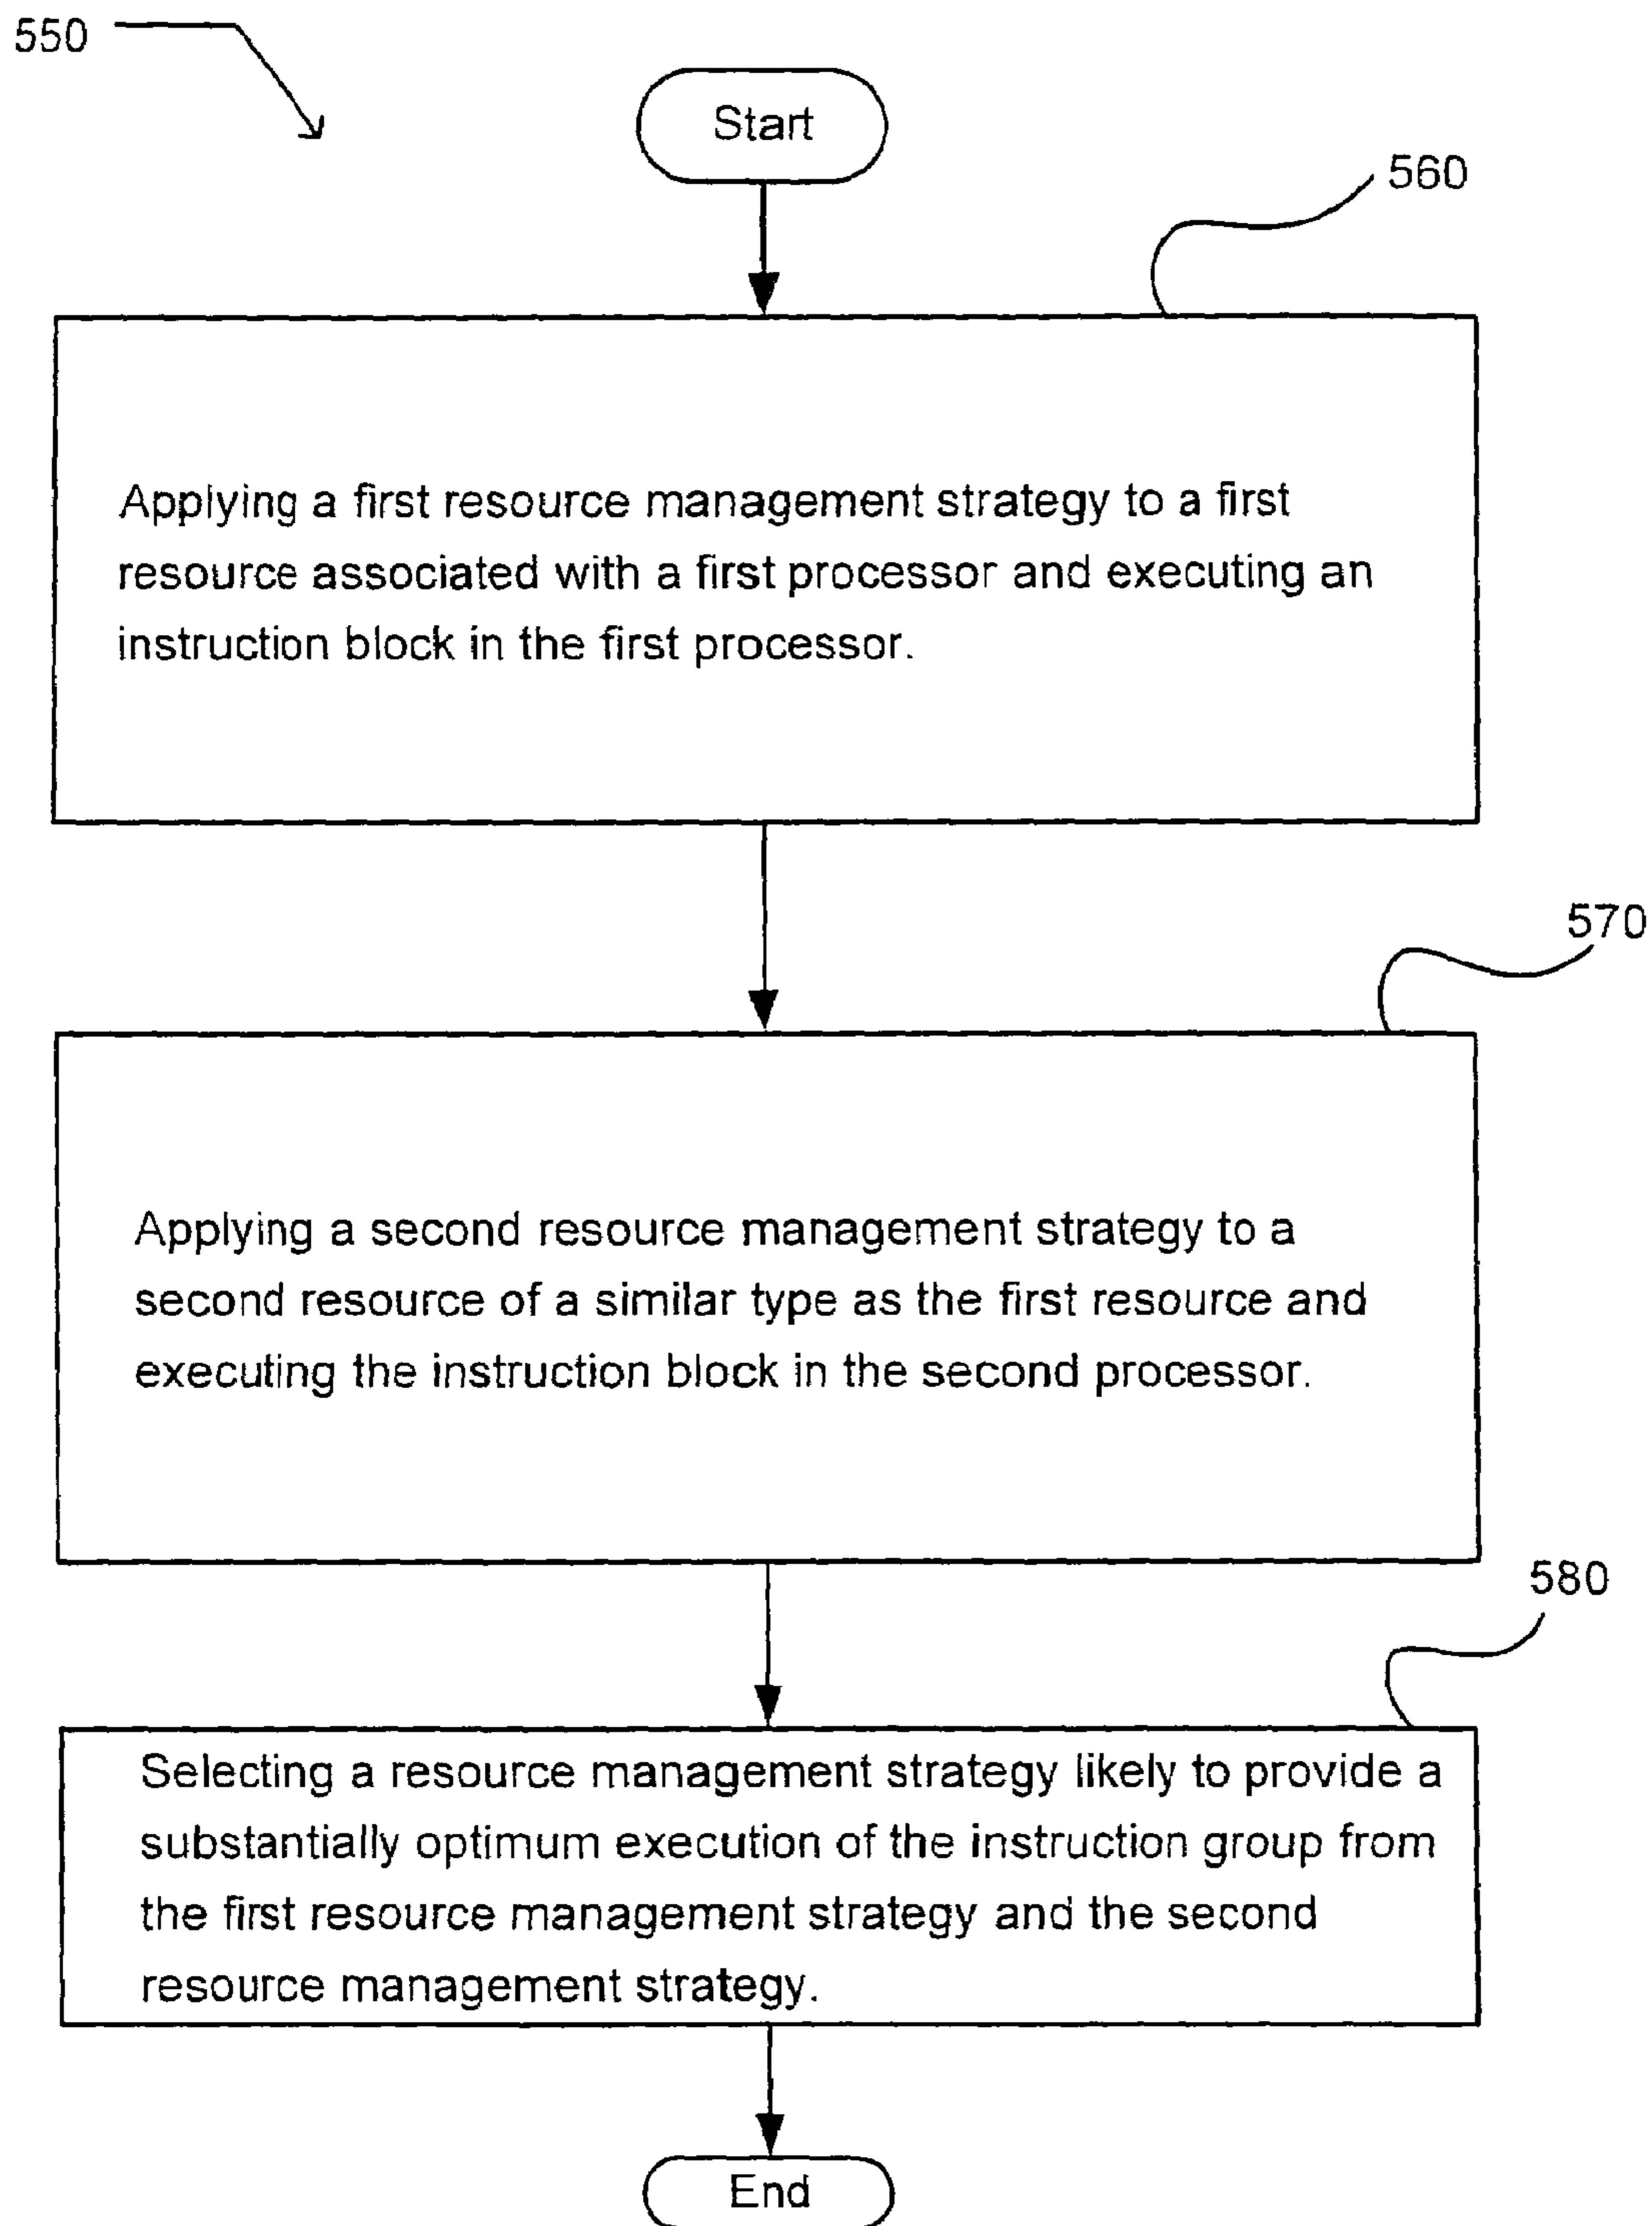 550
Start
560
Applying a first resource management strategy to a first
resource associated with a first processor and executing an
instruction block in the first processor.
570
Applying a second resource management strategy to a
second resource of a similar type as the first resource and
executing the instruction block in the second processor.
580
Selecting a resource management strategy likely to provide a
substantially optimum execution of the instruction group from
the first resource management strategy and the second
resource management strategy.
End